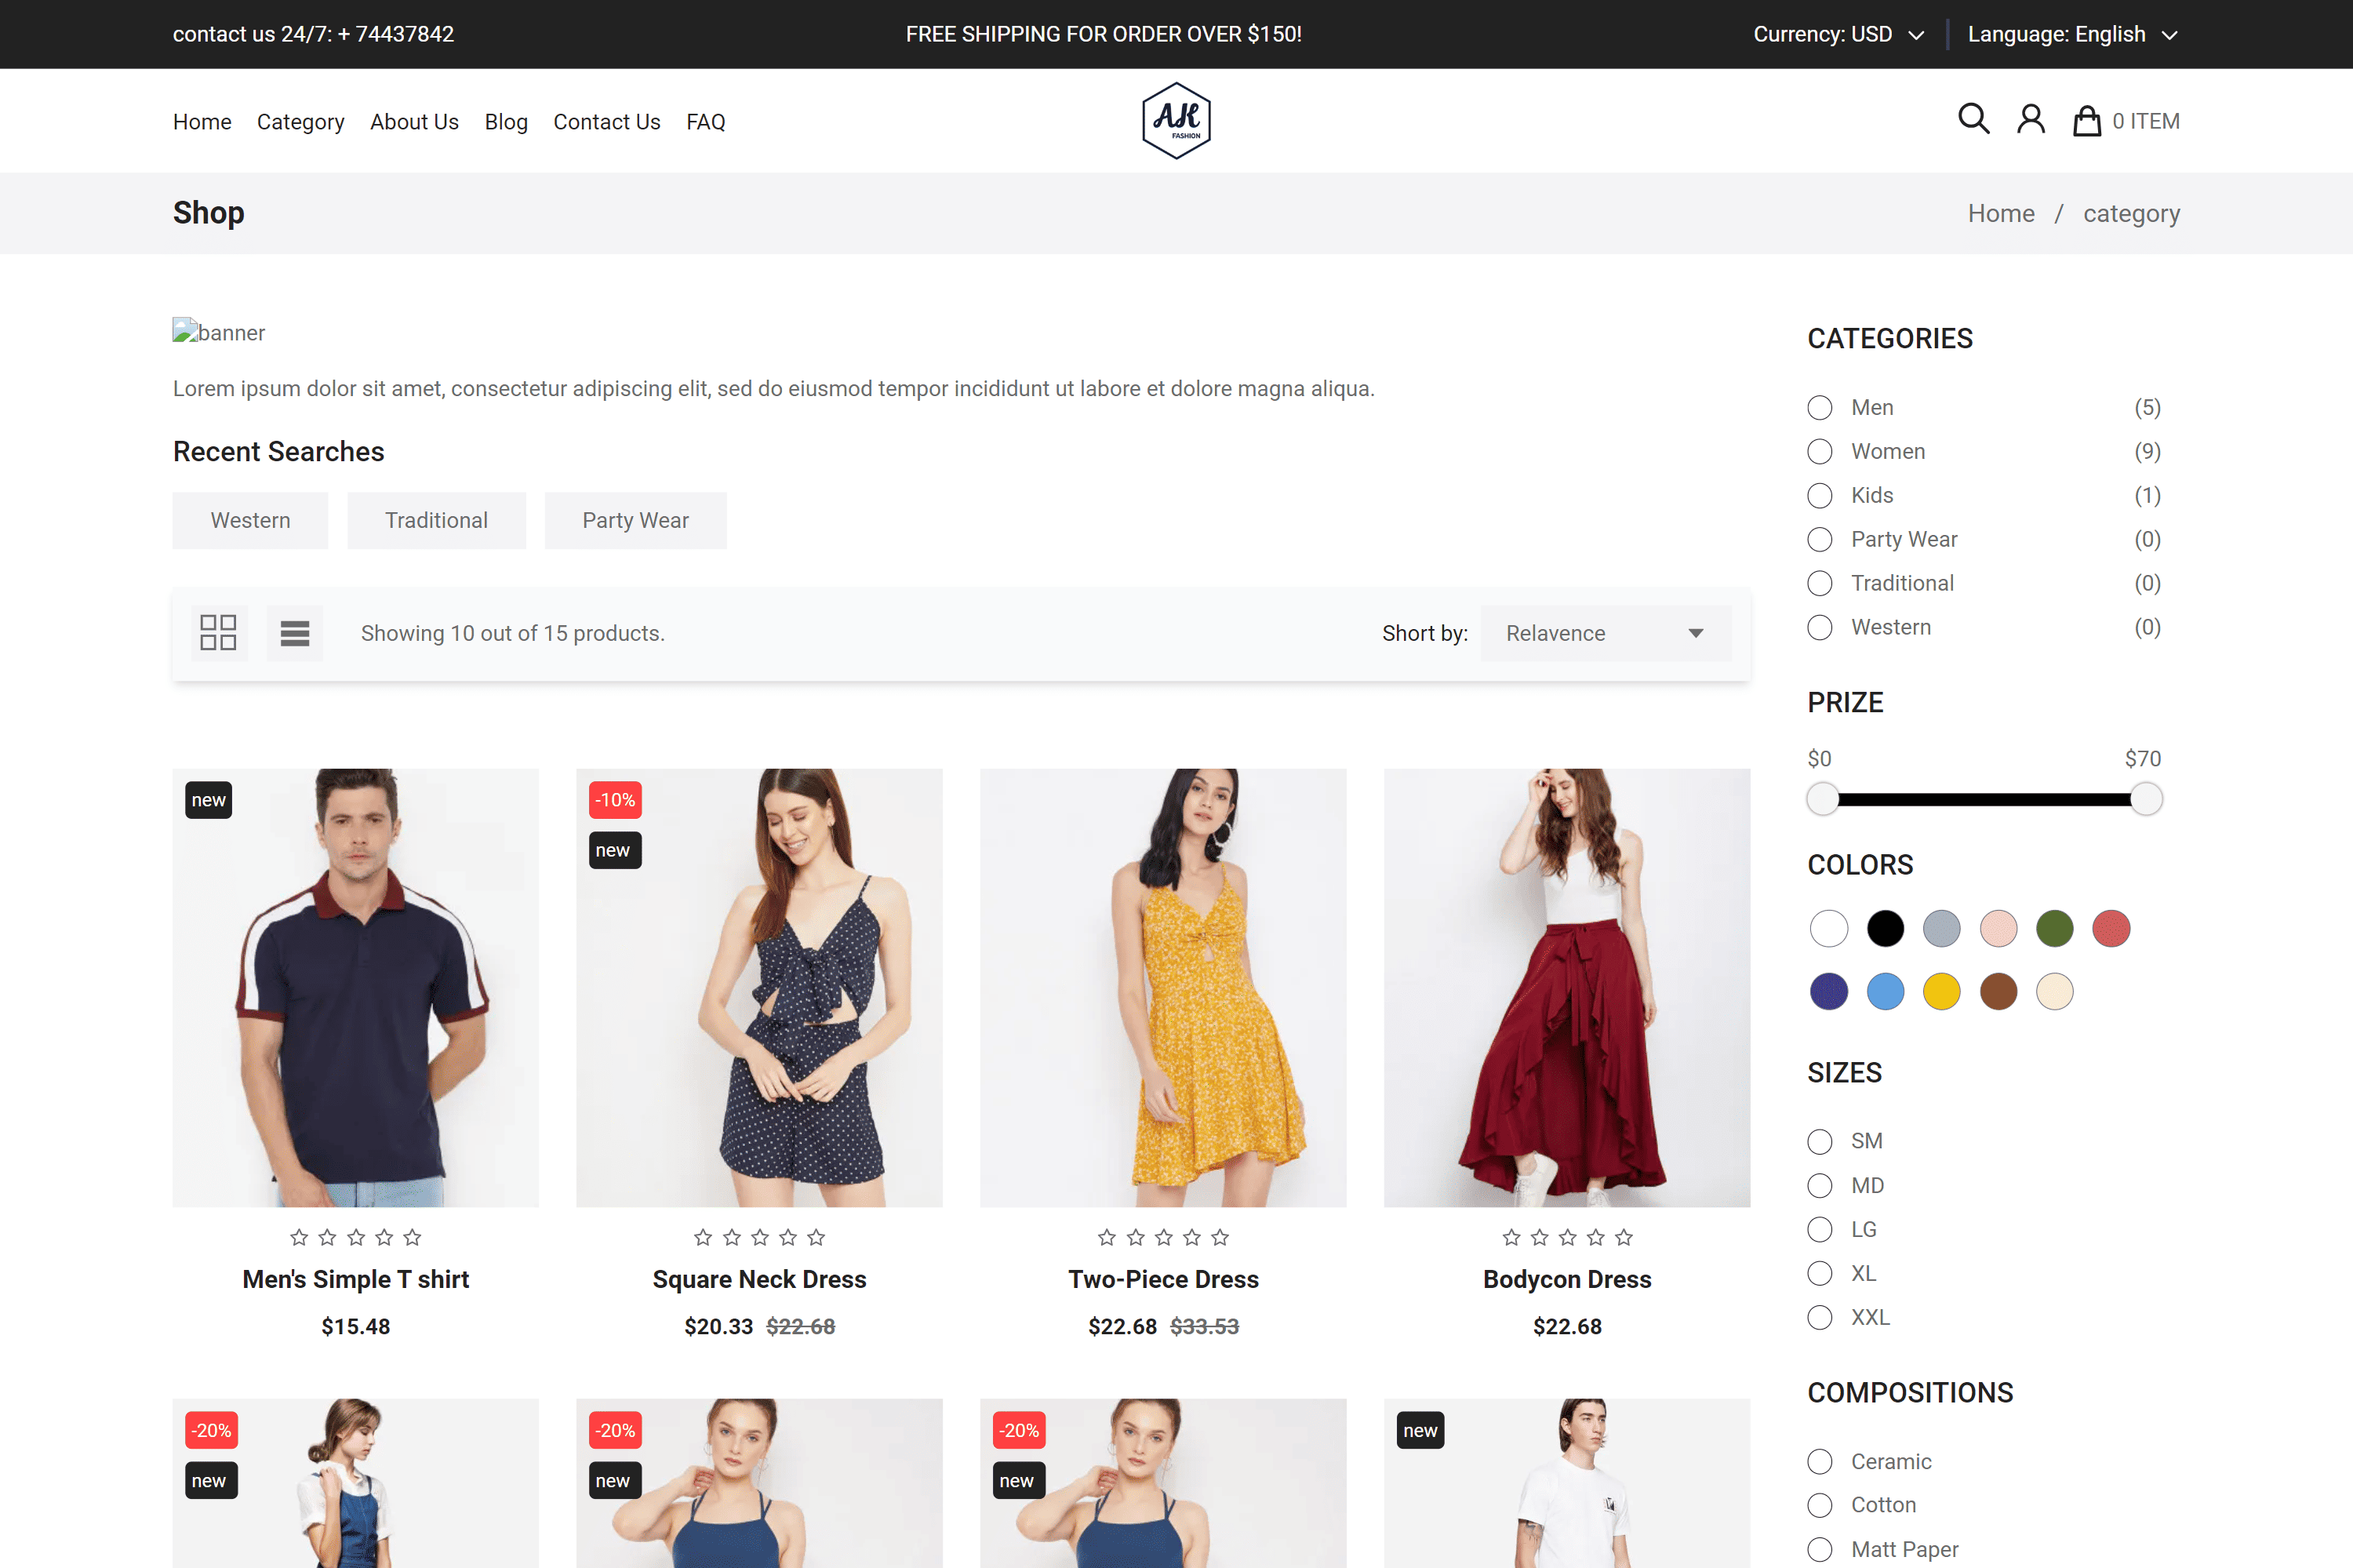 contact us 24/7: + 74437842
FREE SHIPPING FOR ORDER OVER $150!
Currency: USD
Language: English
Home Category About Us Blog Contact Us FAQ
AK
FASHION
0 ITEM
Shop
Home / category
banner
Lorem ipsum dolor sit amet, consectetur adipiscing elit, sed do eiusmod tempor incididunt ut labore et dolore magna aliqua.
Recent Searches
Western Traditional Party Wear
Showing 10 out of 15 products.
Short by: Relavence
new
-10%
new
Men's Simple T shirt
$15.48
Square Neck Dress
$20.33 $22.68
Two-Piece Dress
$22.68 $33.53
Bodycon Dress
$22.68
-20%
new
-20%
new
-20%
new
new
CATEGORIES
Men (5)
Women (9)
Kids (1)
Party Wear (0)
Traditional (0)
Western (0)
PRIZE
$0 $70
COLORS
SIZES
SM
MD
LG
XL
XXL
COMPOSITIONS
Ceramic
Cotton
Matt Paper